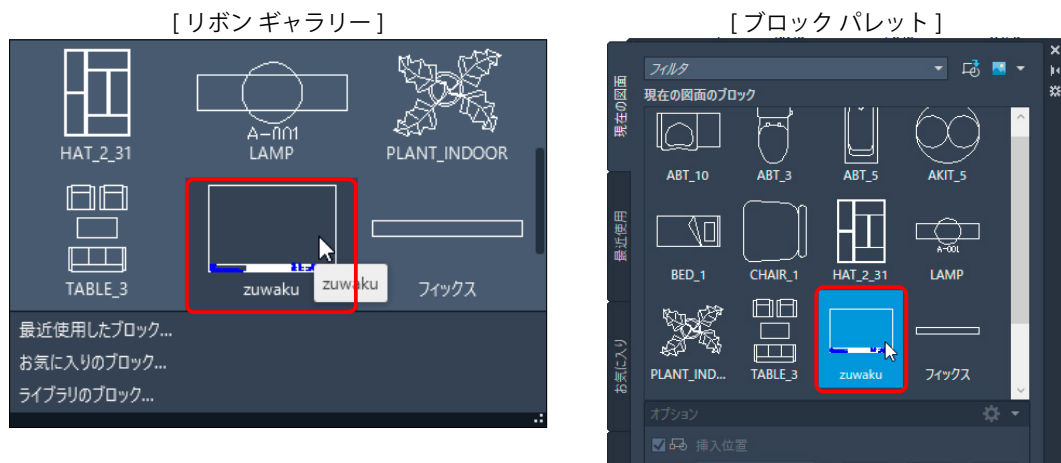 [ リボン ギャラリー ]
HAT_2_31
A-001
LAMP
PLANT_INDOOR
TABLE_3
zuwaku
zuwaku
フィックス
最近使用したブロック...
お気に入りのブロック...
ライブラリのブロック...
[ ブロック パレット ]
フィルタ
現在の図面のブロック
現在の図面
最近使用
お気に入り
ABT_10
ABT_3
ABT_5
AKIT_5
BED_1
CHAIR_1
HAT_2_31
A-001
LAMP
PLANT_IND...
TABLE_3
zuwaku
フィックス
オプション
挿入位置